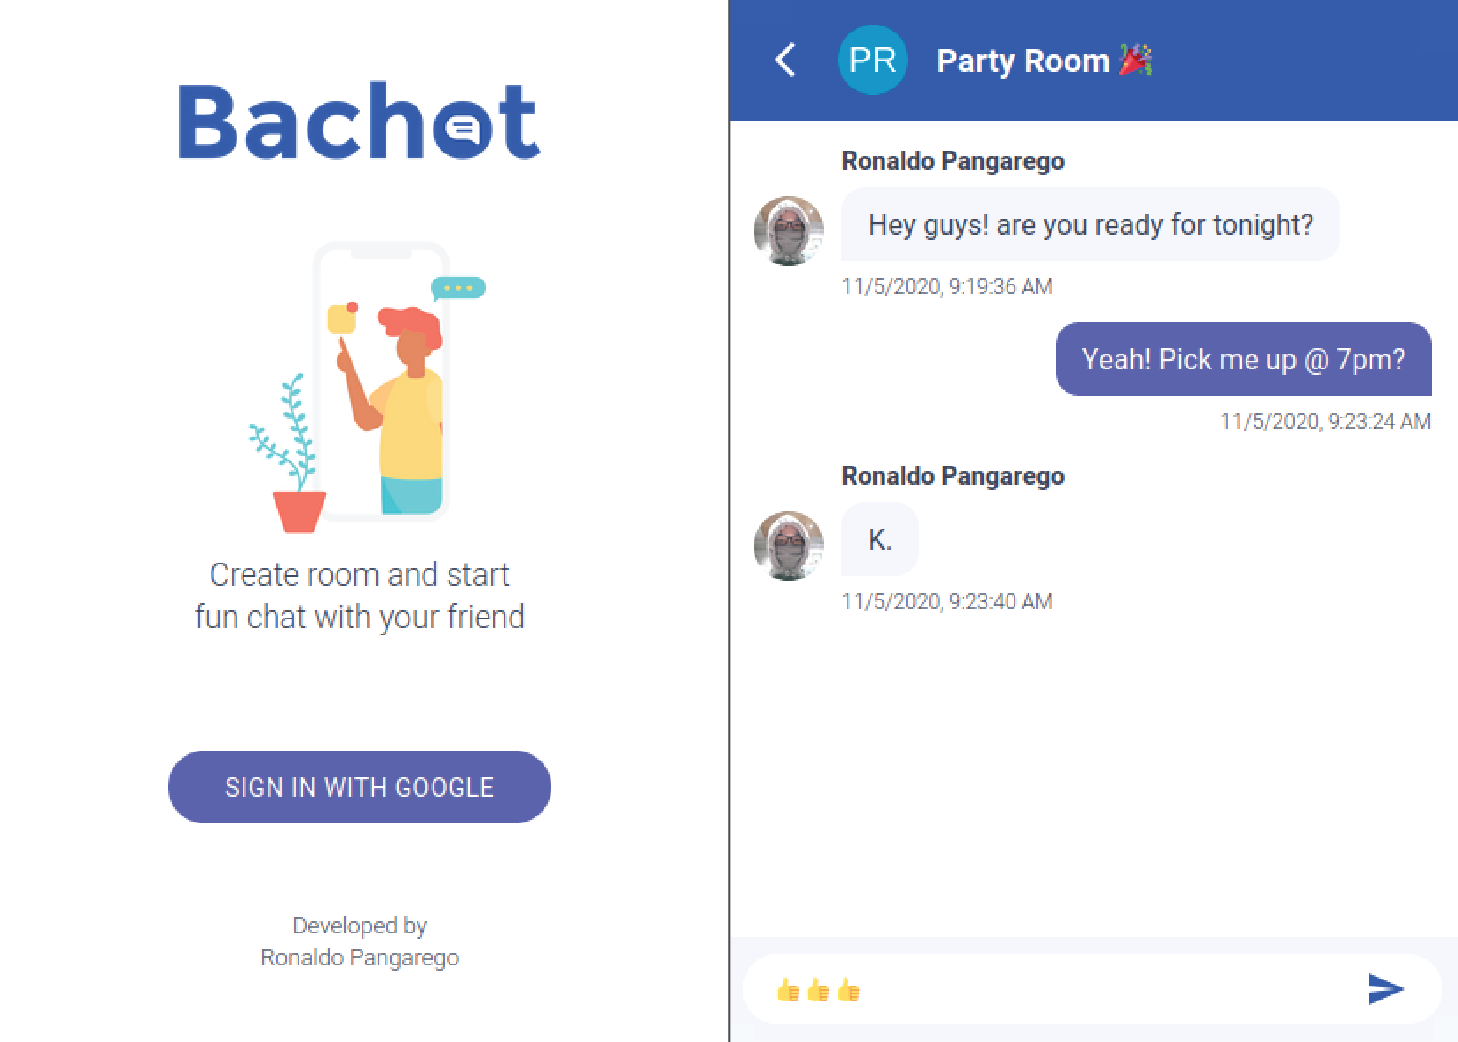 Bachot
Create room and start
fun chat with your friend
SIGN IN WITH GOOGLE
Developed by
Ronaldo Pangarego
PR
Party Room 🎉
Ronaldo Pangarego
Hey guys! are you ready for tonight?
11/5/2020, 9:19:36 AM
Yeah! Pick me up @ 7pm?
11/5/2020, 9:23:24 AM
Ronaldo Pangarego
K.
11/5/2020, 9:23:40 AM
👍👍👍